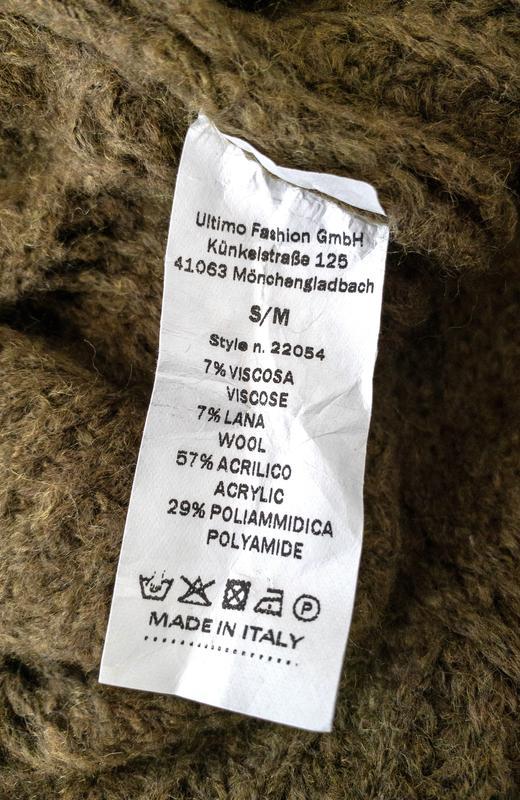 Ultimo Fashion GmbH
Künkelstraße 125
41063 Mönchengladbach
S/M
Style n. 22054
7% VISCOSA
VISCOSE
7% LANA
WOOL
57% ACRILICO
ACRYLIC
29% POLIAMMIDICA
POLYAMIDE
P
MADE IN ITALY